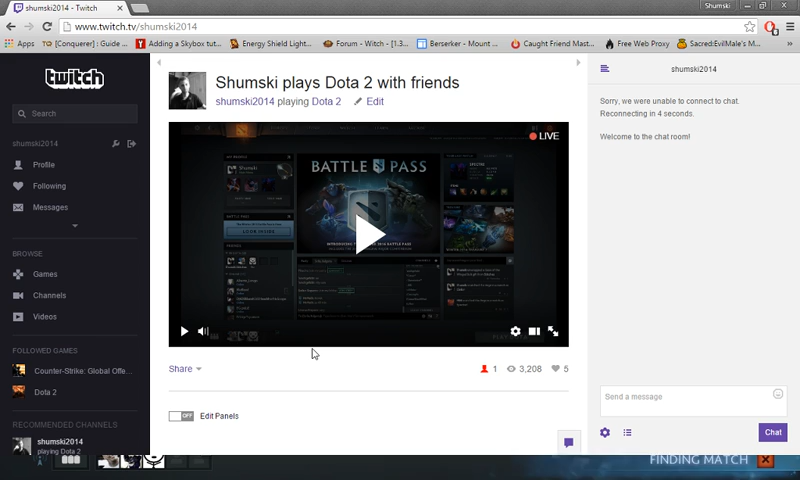 shumski2014 - Twitch
Shumski
www.twitch.tv/shumski2014
Apps
[Conquerer] : Guide ...
Adding a Skybox tut...
Energy Shield Light...
Forum - Witch - [1.3...
Berserker - Mount ...
Caught Friend Mast...
Free Web Proxy
Sacred:EvilMale's M...
twitch
Search
shumski2014
Profile
Following
Messages
BROWSE
Games
Channels
Videos
FOLLOWED GAMES
Counter-Strike: Global Offe...
Dota 2
RECOMMENDED CHANNELS
shumski2014
playing Dota 2
Shumski plays Dota 2 with friends
shumski2014 playing Dota 2
Edit
LIVE
BATTLE PASS
BATTLE PASS
LOOK INSIDE
Share
1
3,208
5
OFF
Edit Panels
shumski2014
Sorry, we were unable to connect to chat.
Reconnecting in 4 seconds.
Welcome to the chat room!
Send a message
Chat
FINDING MATCH